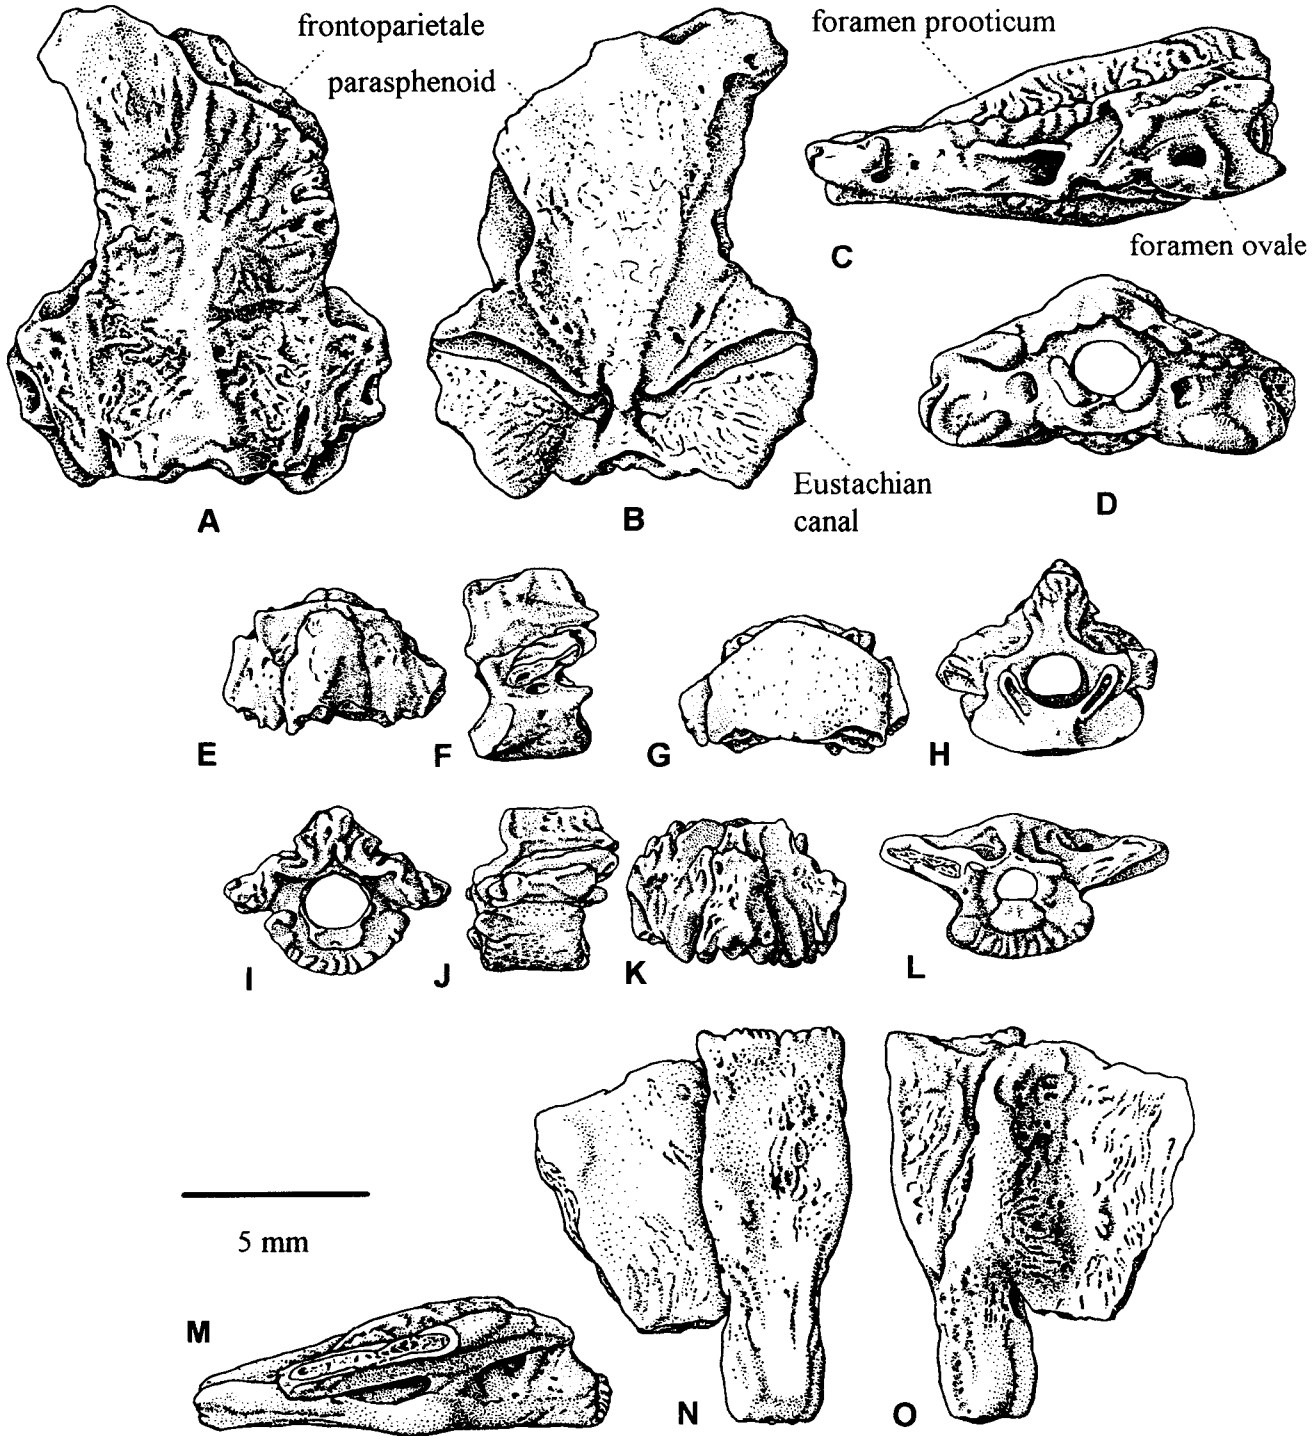 frontoparietale
parasphenoid
foramen prooticum
foramen ovale
Eustachian
canal
A
B
C
D
E
F
G
H
I
J
K
L
5 mm
M
N
O